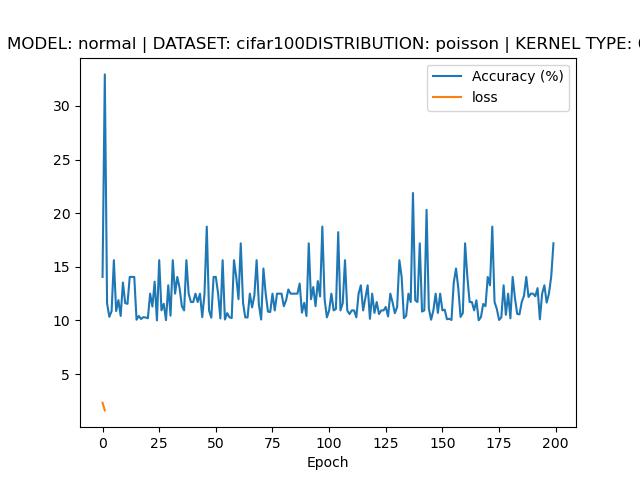 MODEL: normal | DATASET: cifar100DISTRIBUTION: poisson | KERNEL TYPE:
Accuracy (%)
loss
30
25
20
15
10
5
0 25 50 75 100 125 150 175 200
Epoch